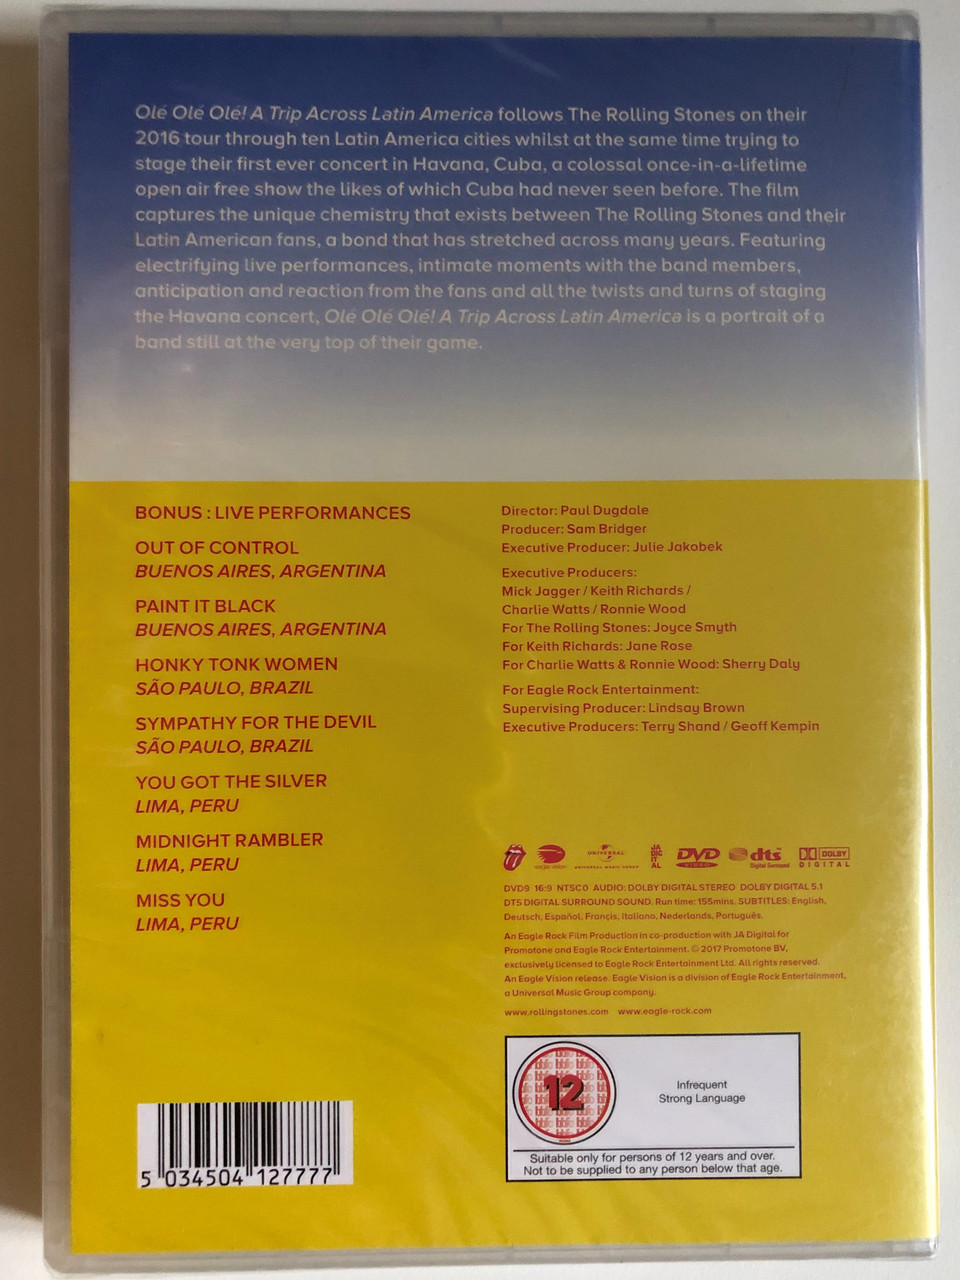 Olé Olé Olé! A Trip Across Latin America follows The Rolling Stones on their
2016 tour through ten Latin America cities whilst at the same time trying to
stage their first ever concert in Havana, Cuba, a colossal once-in-a-lifetime
open air free show the likes of which Cuba had never seen before. The film
captures the unique chemistry that exists between The Rolling Stones and their
Latin American fans, a bond that has stretched across many years. Featuring
electrifying live performances, intimate moments with the band members,
anticipation and reaction from the fans and all the twists and turns of staging
the Havana concert, Olé Olé Olé! A Trip Across Latin America is a portrait of a
band still at the very top of their game.
BONUS : LIVE PERFORMANCES
OUT OF CONTROL
BUENOS AIRES, ARGENTINA
PAINT IT BLACK
BUENOS AIRES, ARGENTINA
HONKY TONK WOMEN
SÃO PAULO, BRAZIL
SYMPATHY FOR THE DEVIL
SÃO PAULO, BRAZIL
YOU GOT THE SILVER
LIMA, PERU
MIDNIGHT RAMBLER
LIMA, PERU
MISS YOU
LIMA, PERU
Director: Paul Dugdale
Producer: Sam Bridger
Executive Producer: Julie Jakobek
Executive Producers:
Mick Jagger / Keith Richards /
Charlie Watts / Ronnie Wood
For The Rolling Stones: Joyce Smyth
For Keith Richards: Jane Rose
For Charlie Watts & Ronnie Wood: Sherry Daly
For Eagle Rock Entertainment:
Supervising Producer: Lindsay Brown
Executive Producers: Terry Shand / Geoff Kempin
eagle vision
UNIVERSAL
UNIVERSAL MUSIC GROUP
JA
DIG
IT
AL
DVD
VIDEO
dts
Digital Surround
DOLBY
DIGITAL
DVD9 16:9 NTSC0 AUDIO: DOLBY DIGITAL STEREO DOLBY DIGITAL 5.1
DTS DIGITAL SURROUND SOUND. Run time: 155mins. SUBTITLES: English,
Deutsch, Español, Françis, Italiano, Nederlands, Português.
An Eagle Rock Film Production in co-production with JA Digital for
Promotone and Eagle Rock Entertainment. © 2017 Promotone BV,
exclusively licensed to Eagle Rock Entertainment Ltd. All rights reserved.
An Eagle Vision release. Eagle Vision is a division of Eagle Rock Entertainment,
a Universal Music Group company.
www.rollingstones.com www.eagle-rock.com
12
Infrequent
Strong Language
Suitable only for persons of 12 years and over.
Not to be supplied to any person below that age.
5 034504 127777